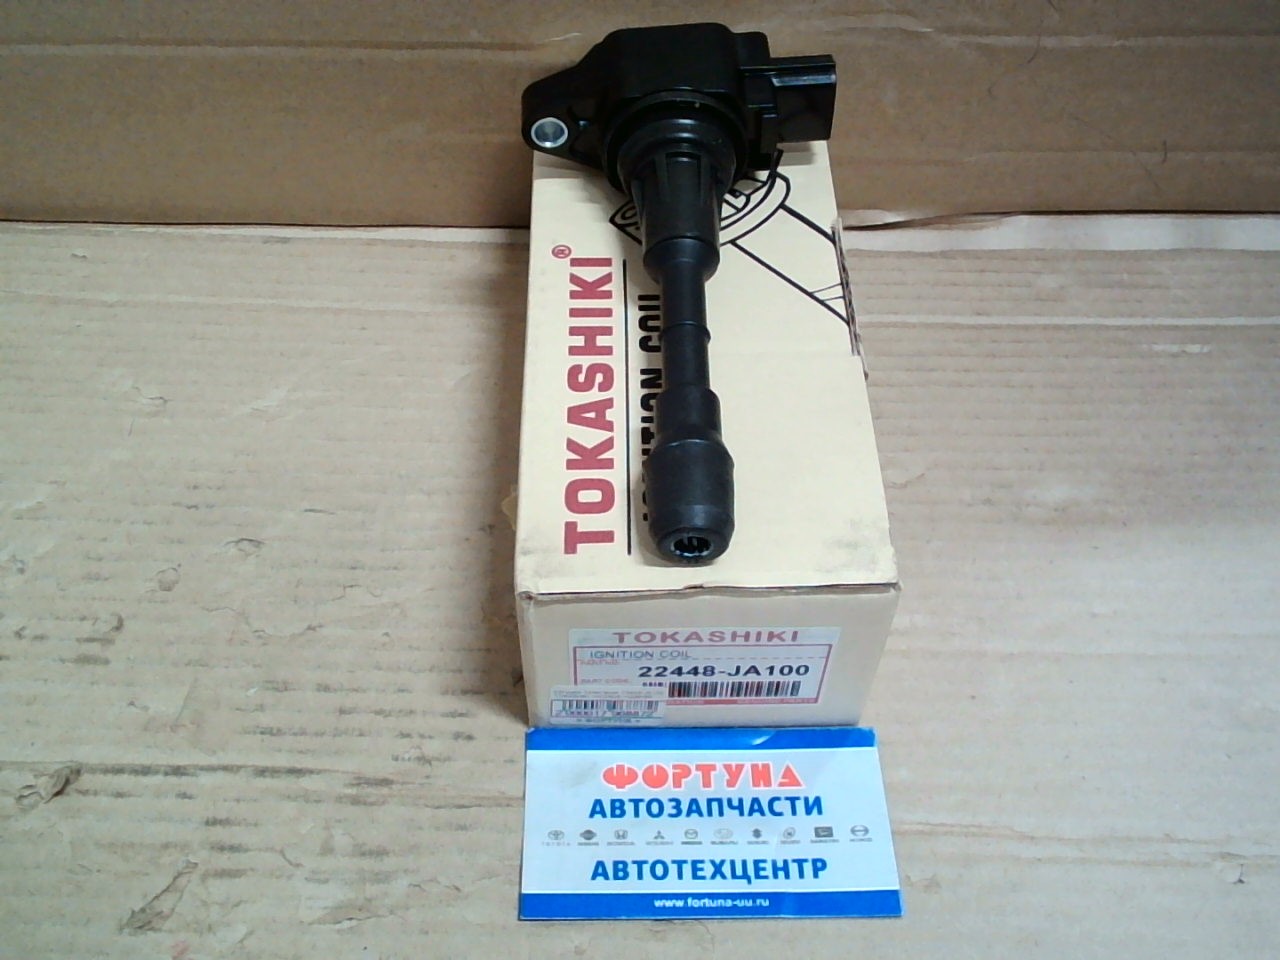 TOKASHIKI®
IGNITION COIL
TOKASHIKI
IGNITION COIL
22448-JA100
ФОРТУНА
АВТОЗАПЧАСТИ
АВТОТЕХЦЕНТР
www.fortuna-uu.ru